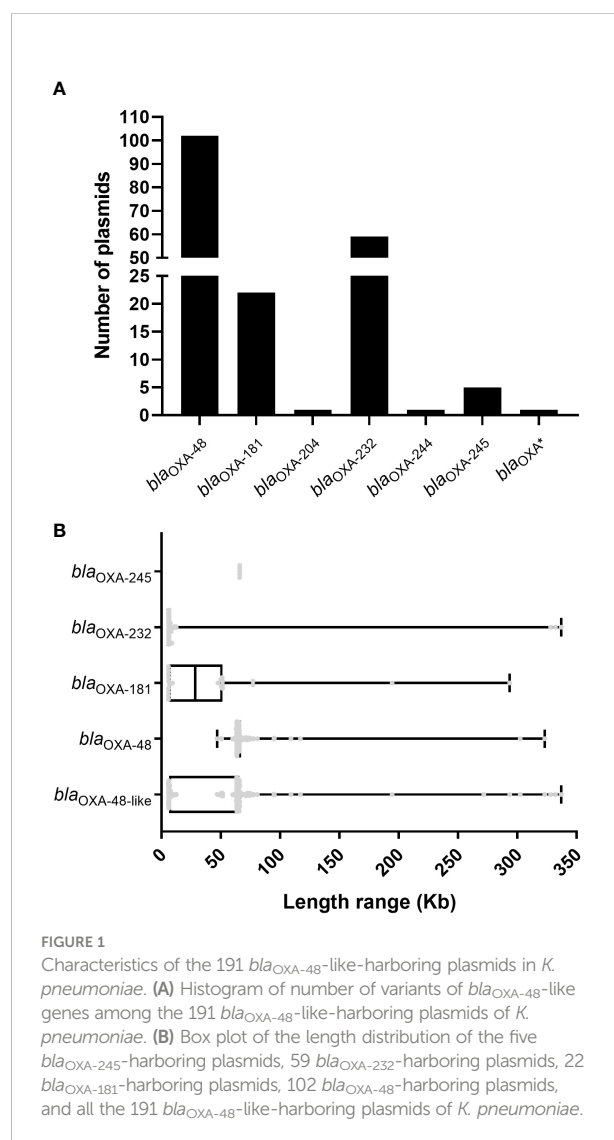 A
Number of plasmids
110
100
90
80
70
60
50
25
20
15
10
5
0
blaOXA-48
blaOXA-181
blaOXA-204
blaOXA-232
blaOXA-244
blaOXA-245
blaOXA*
B
blaOXA-245
blaOXA-232
blaOXA-181
blaOXA-48
blaOXA-48-like
0
50
100
150
200
250
300
350
Length range (Kb)
FIGURE 1
Characteristics of the 191 blaOXA-48-like-harboring plasmids in K.
pneumoniae. (A) Histogram of number of variants of blaOXA-48-like
genes among the 191 blaOXA-48-like-harboring plasmids of K.
pneumoniae. (B) Box plot of the length distribution of the five
blaOXA-245-harboring plasmids, 59 blaOXA-232-harboring plasmids, 22
blaOXA-181-harboring plasmids, 102 blaOXA-48-harboring plasmids,
and all the 191 blaOXA-48-like-harboring plasmids of K. pneumoniae.